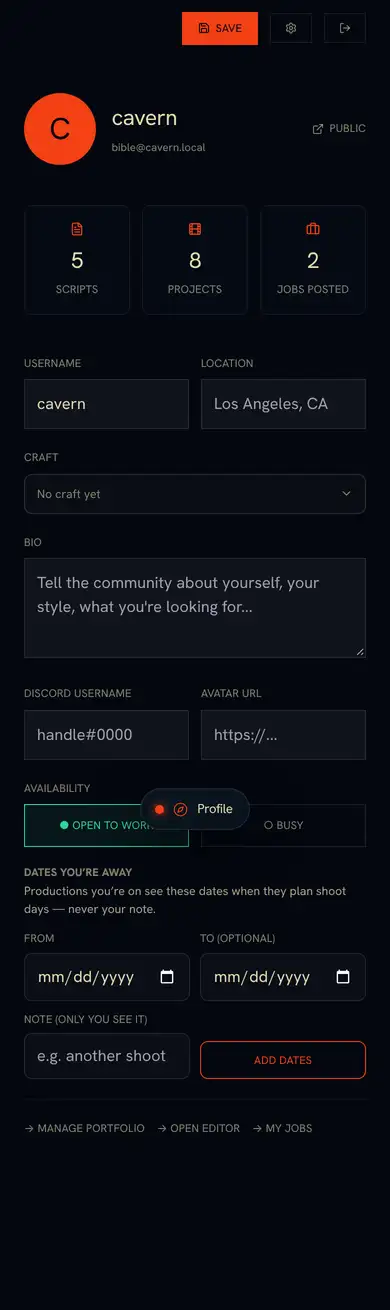 SAVE
C
cavern
bible@cavern.local
PUBLIC
5
SCRIPTS
8
PROJECTS
2
JOBS POSTED
USERNAME
LOCATION
cavern
Los Angeles, CA
CRAFT
No craft yet
BIO
Tell the community about yourself, your
style, what you're looking for...
DISCORD USERNAME
AVATAR URL
handle#0000
https://...
AVAILABILITY
Profile
OPEN TO WORK
BUSY
DATES YOU'RE AWAY
Productions you're on see these dates when they plan shoot
days — never your note.
FROM
TO (OPTIONAL)
mm/dd/yyyy
mm/dd/yyyy
NOTE (ONLY YOU SEE IT)
e.g. another shoot
ADD DATES
→ MANAGE PORTFOLIO → OPEN EDITOR → MY JOBS